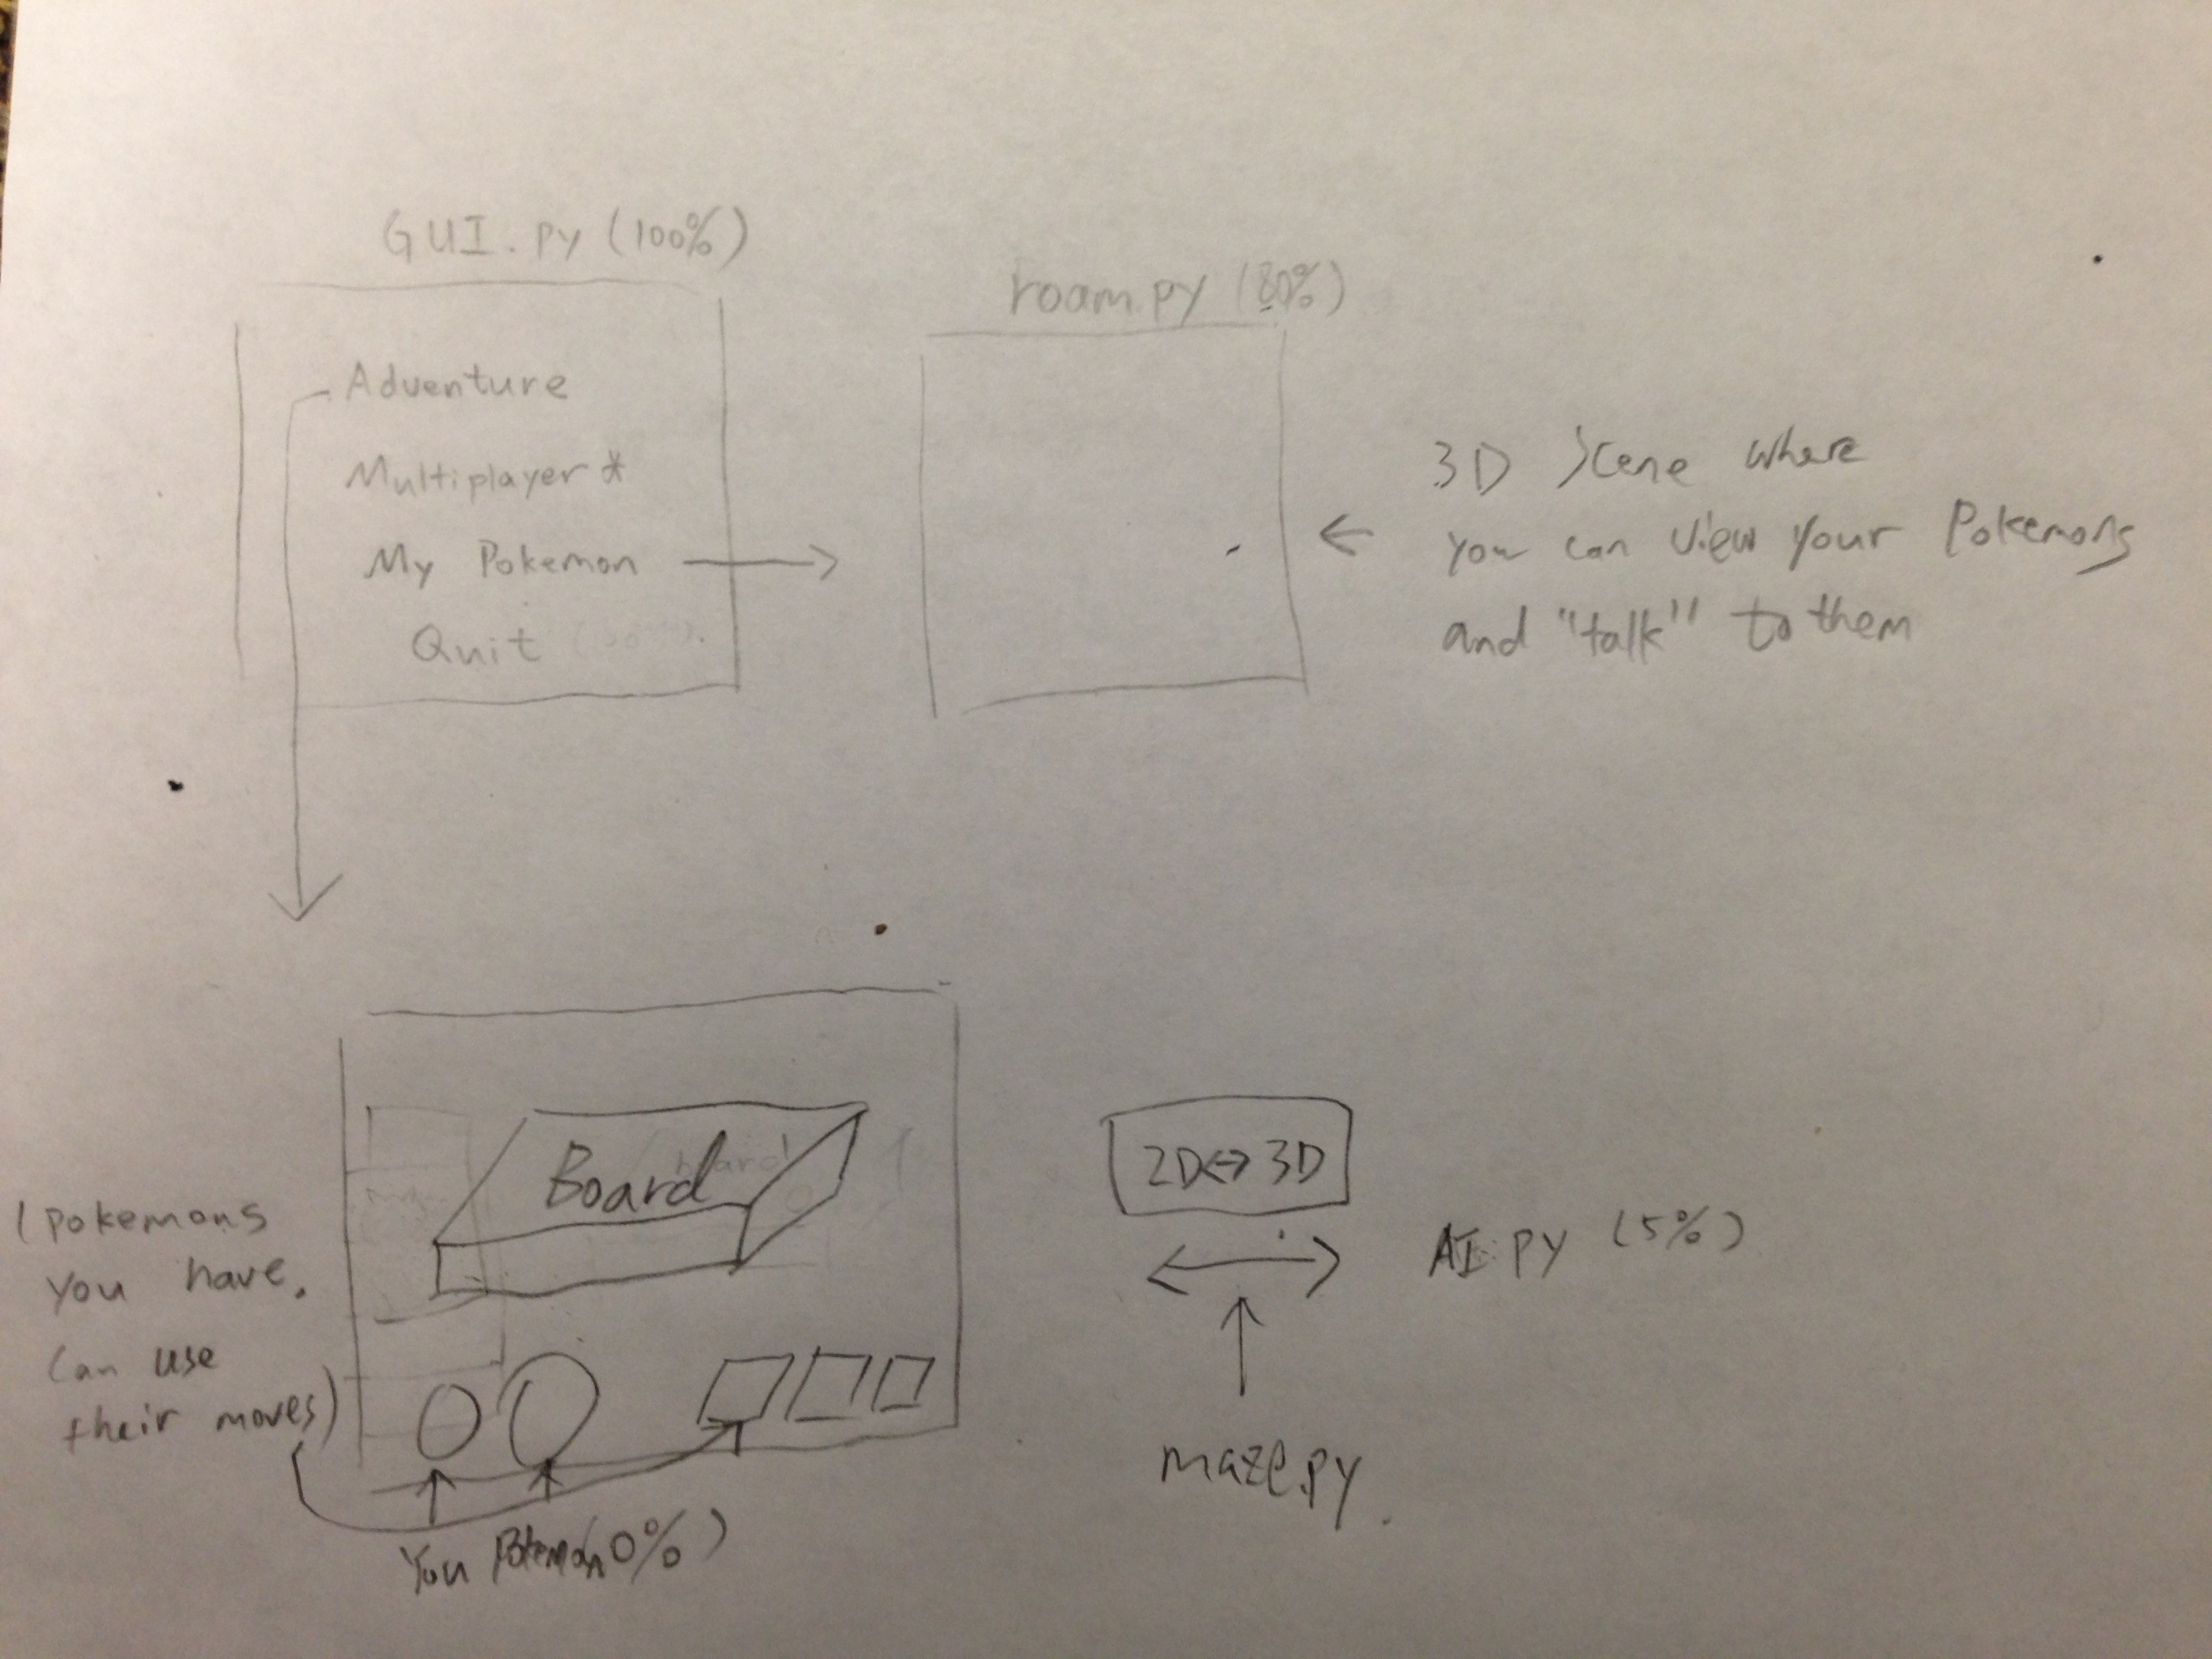 GUI.py (100%)
Adventure
Multiplayer *
My Pokemon
Quit
roam.py (80%)
3D Scene where
you can view your Pokemons
and "talk" to them
(pokemons
you have.
can use
their moves)
Board
You Pokemon
0%)
2D<->3D
AI.py (5%)
maze.py